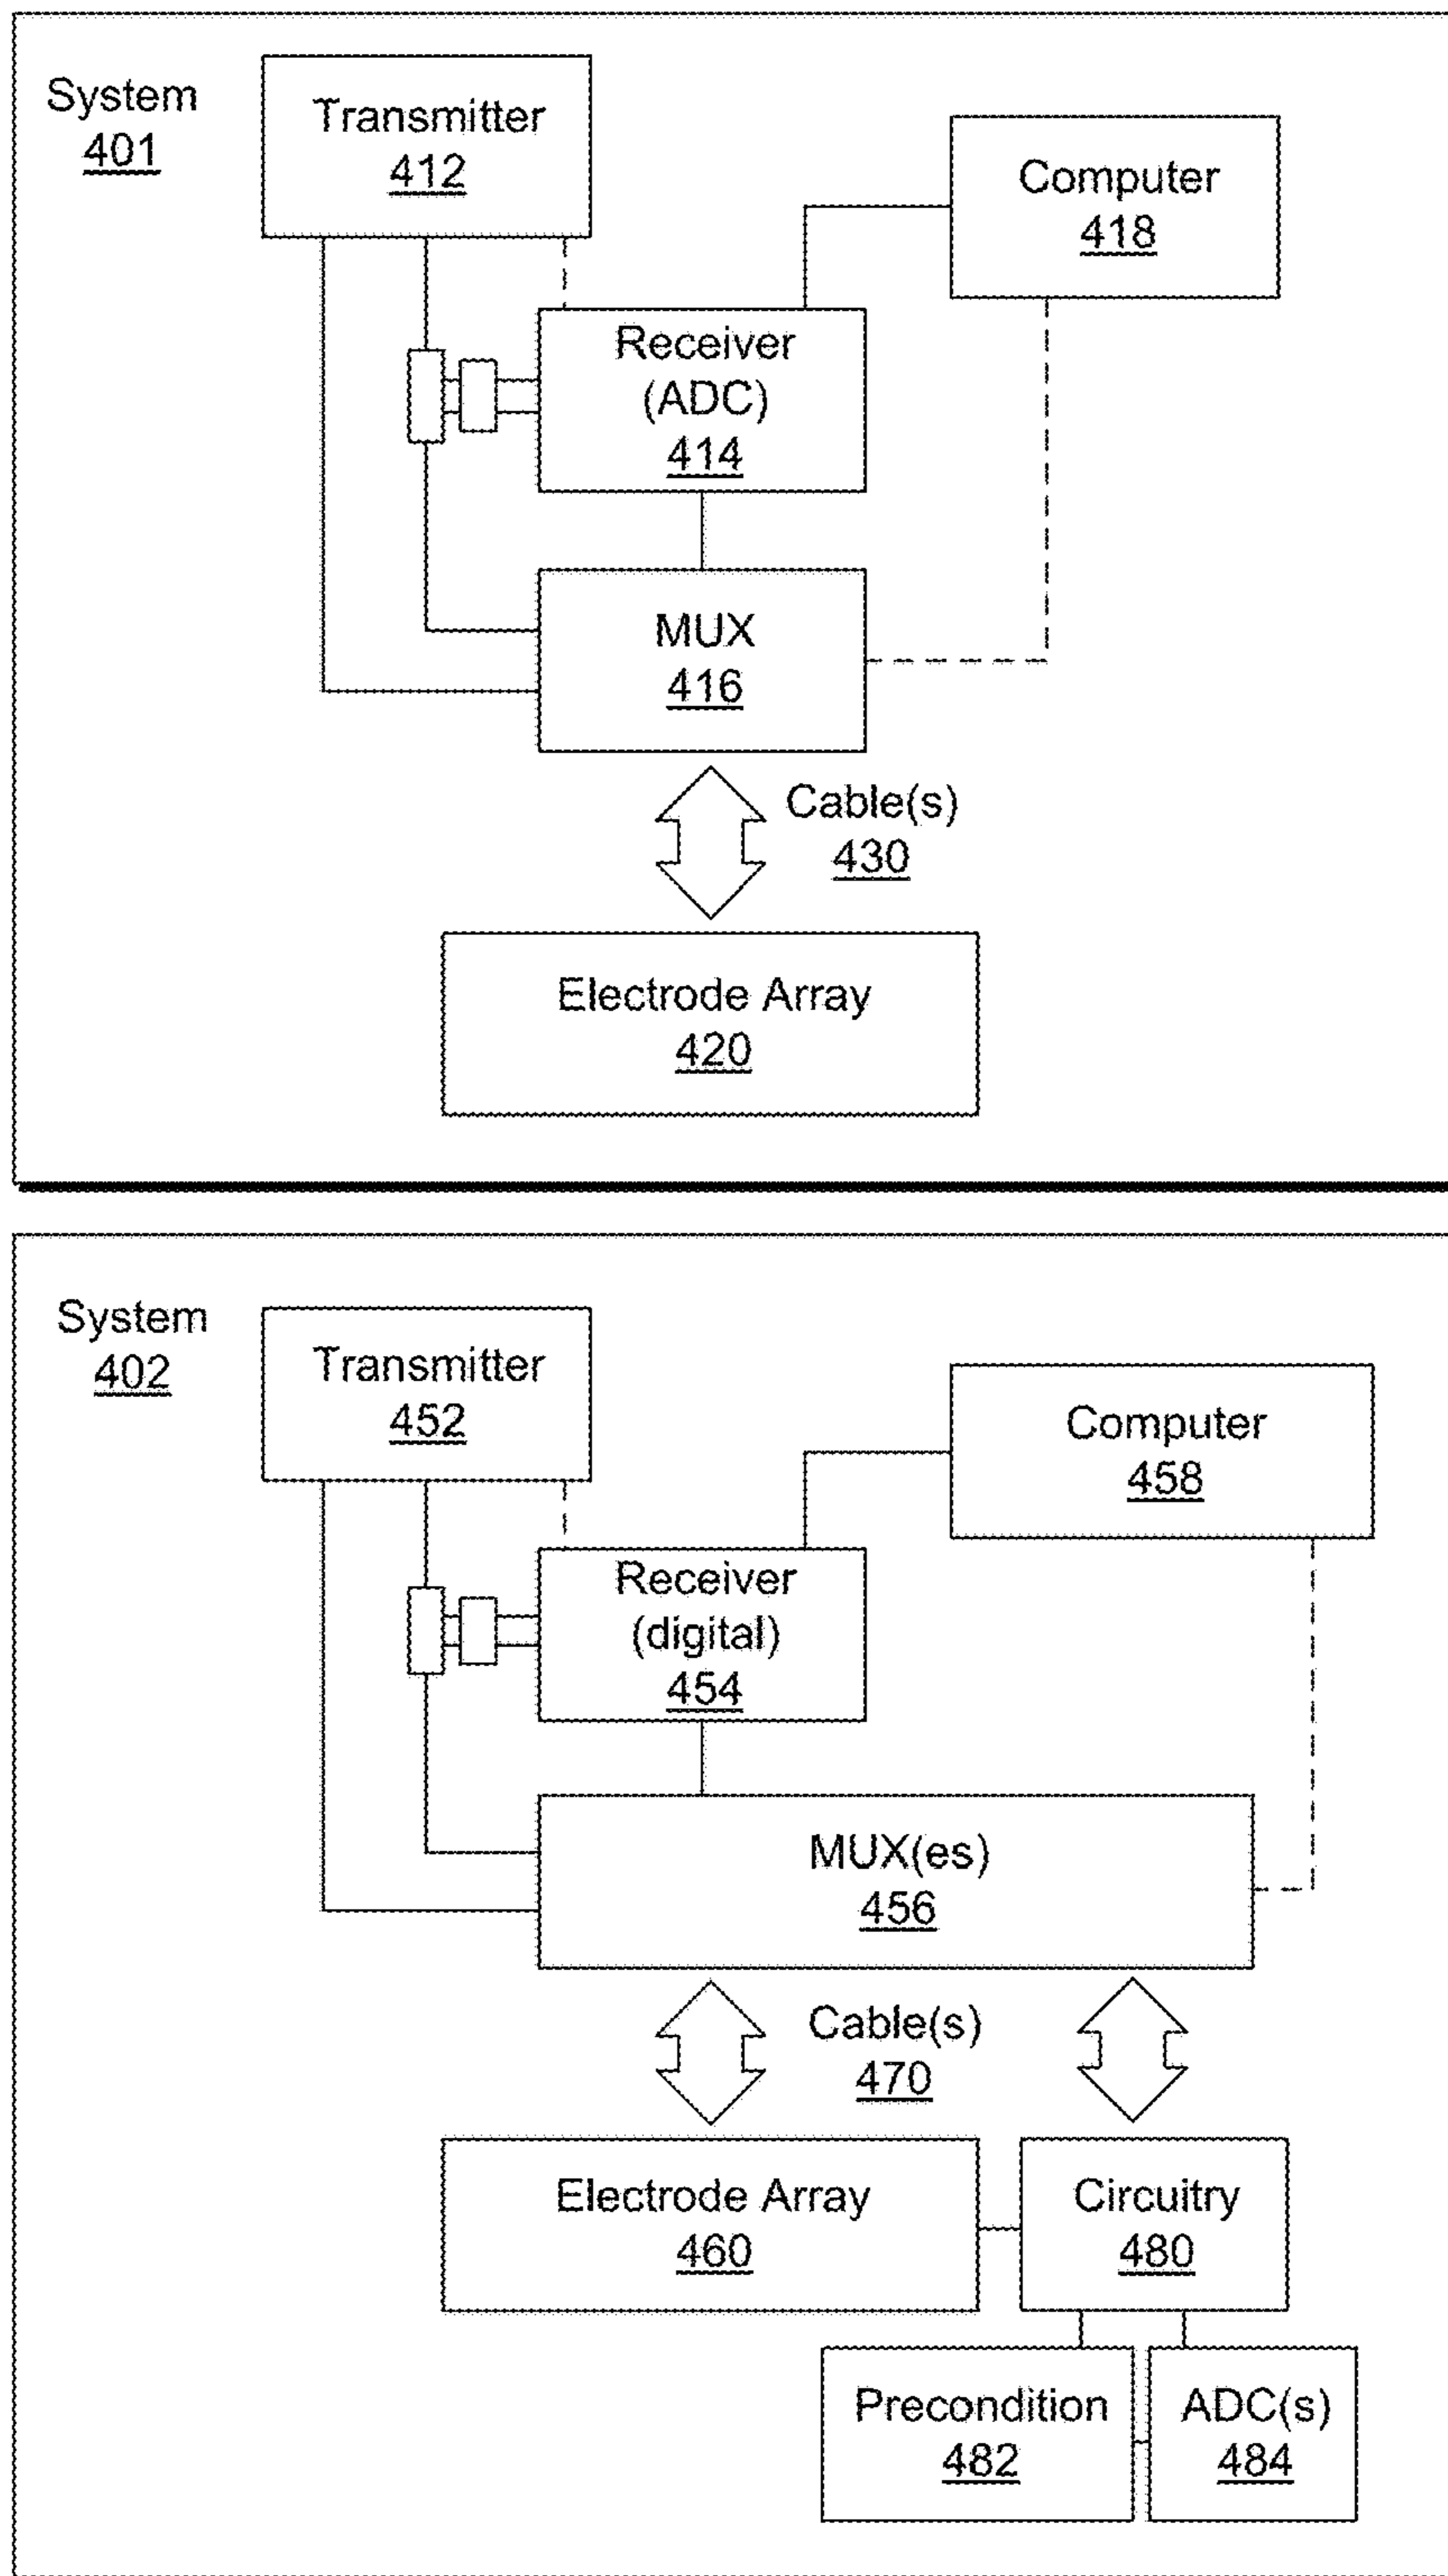 System
401
Transmitter
412
Computer
418
Receiver
(ADC)
414
MUX
416
Cable(s)
430
Electrode Array
420
System
402
Transmitter
452
Computer
458
Receiver
(digital)
454
MUX(es)
456
Cable(s)
470
Electrode Array
460
Circuitry
480
Precondition
482
ADC(s)
484